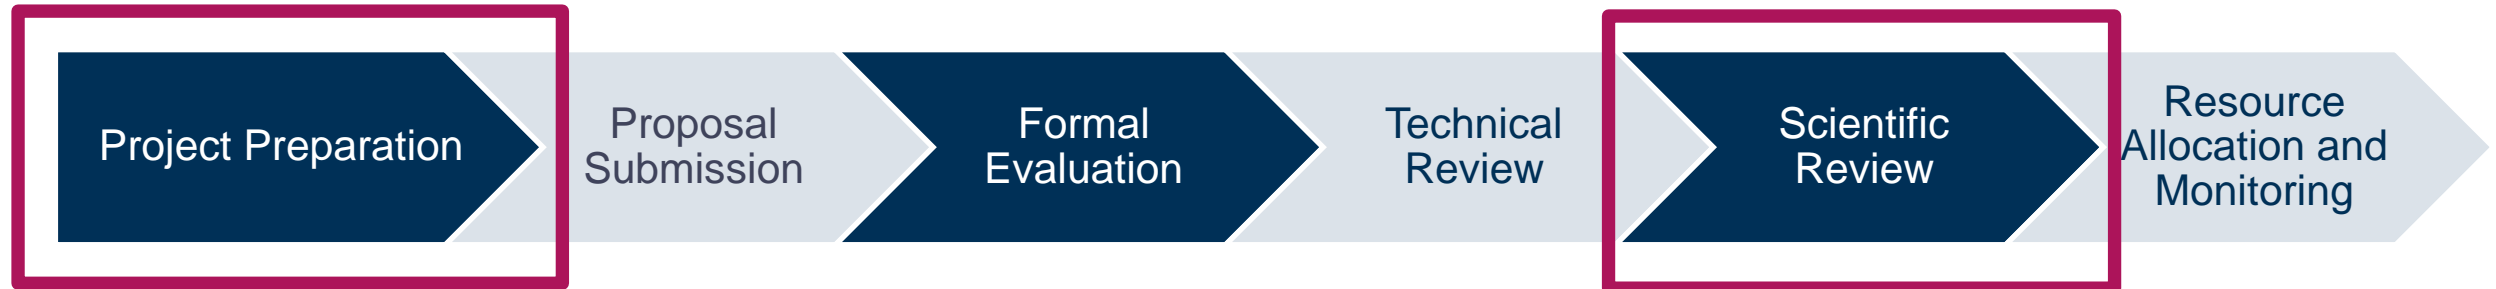 Project Preparation
Proposal
Submission
Formal
Evaluation
Technical
Review
Scientific
Review
Resource
Allocation and
Monitoring